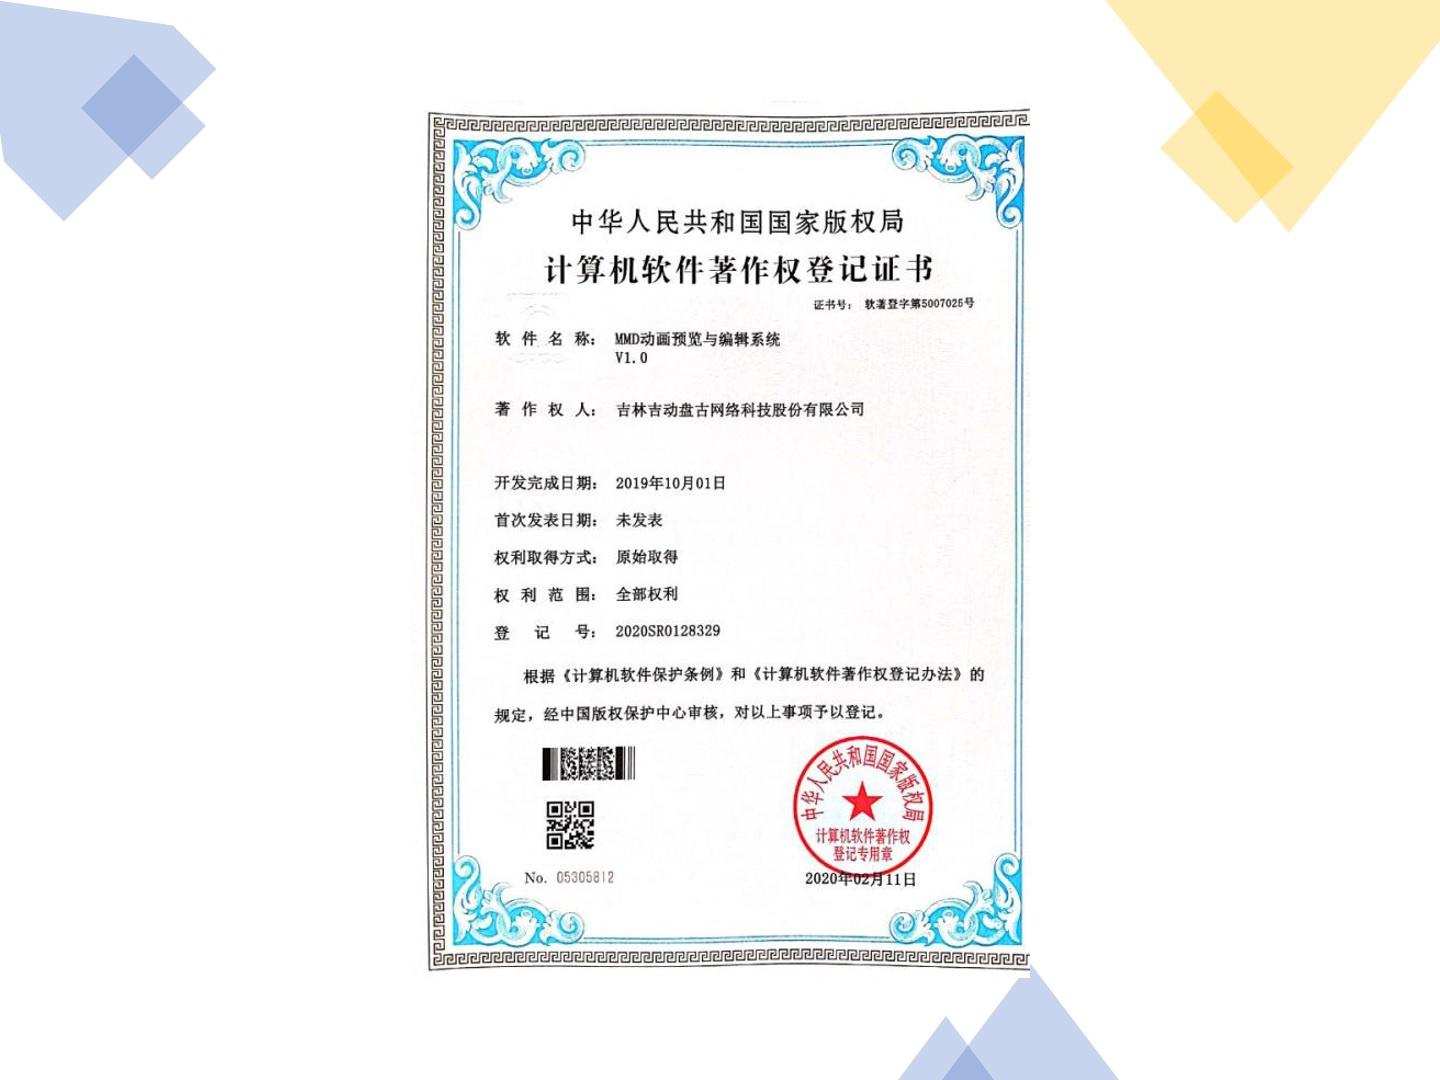 中华人民共和国国家版权局
计算机软件著作权登记证书
证书号： 软著登字第5007025号
软件名称： MMD动画预览与编辑系统
V1.0
著作权人： 吉林吉动盘古网络科技股份有限公司
开发完成日期： 2019年10月01日
首次发表日期： 未发表
权利取得方式： 原始取得
权利范围： 全部权利
登记号： 2020SR0128329
根据《计算机软件保护条例》和《计算机软件著作权登记办法》的
规定，经中国版权保护中心审核，对以上事项予以登记。
中华人民共和国国家版权局
计算机软件著作权
登记专用章
No. 05305812
2020年02月11日